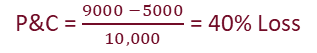 P&C = (9000 – 5000) / 10,000 = 40% Loss